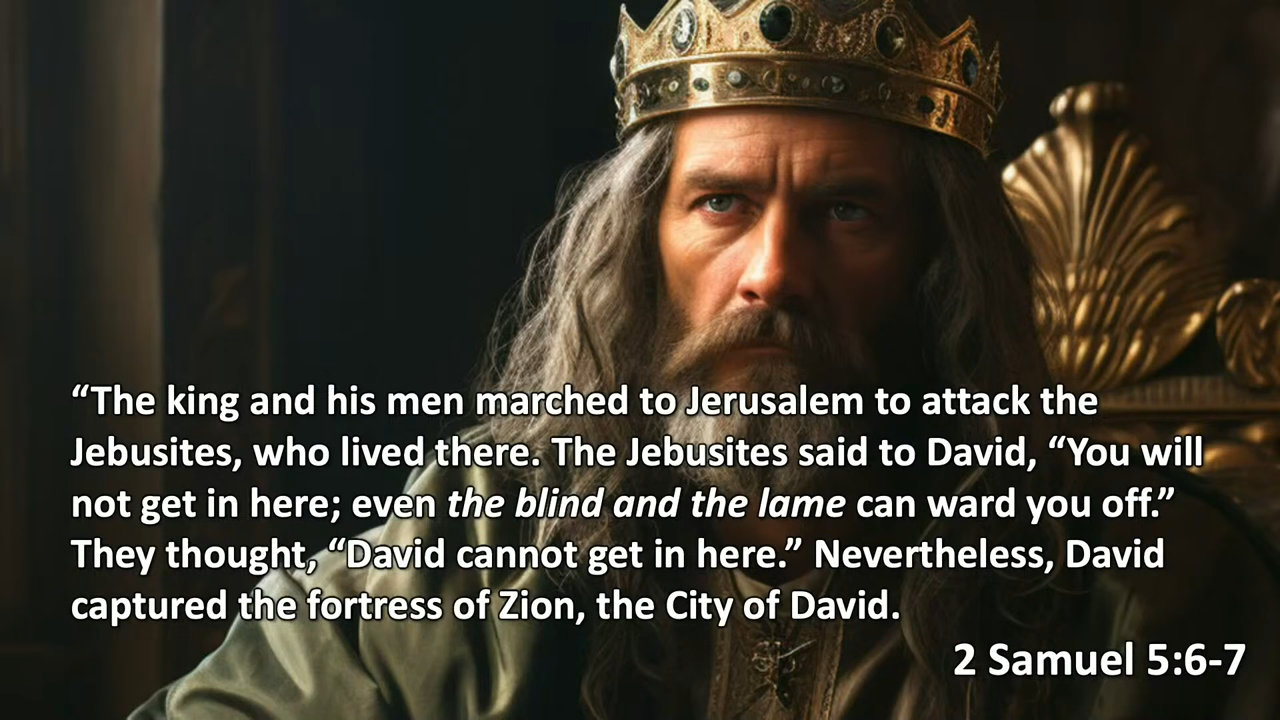 “The king and his men marched to Jerusalem to attack the
Jebusites, who lived there. The Jebusites said to David, “You will
not get in here; even the blind and the lame can ward you off.”
They thought, “David cannot get in here.” Nevertheless, David
captured the fortress of Zion, the City of David.
2 Samuel 5:6-7